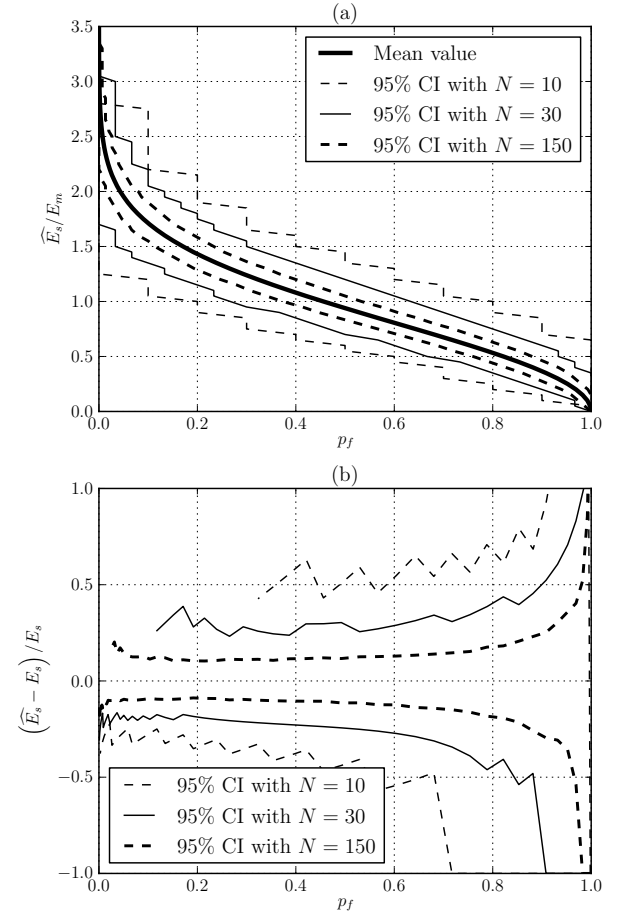 (a)
3.5
3.0
2.5
2.0
1.5
1.0
0.5
0.0
Ê_s/E_m
Mean value
95% CI with N = 10
95% CI with N = 30
95% CI with N = 150
0.0 0.2 0.4 0.6 0.8 1.0
p_f
(b)
1.0
0.5
0.0
−0.5
−1.0
(Ê_s − E_s)/E_s
95% CI with N = 10
95% CI with N = 30
95% CI with N = 150
0.0 0.2 0.4 0.6 0.8 1.0
p_f